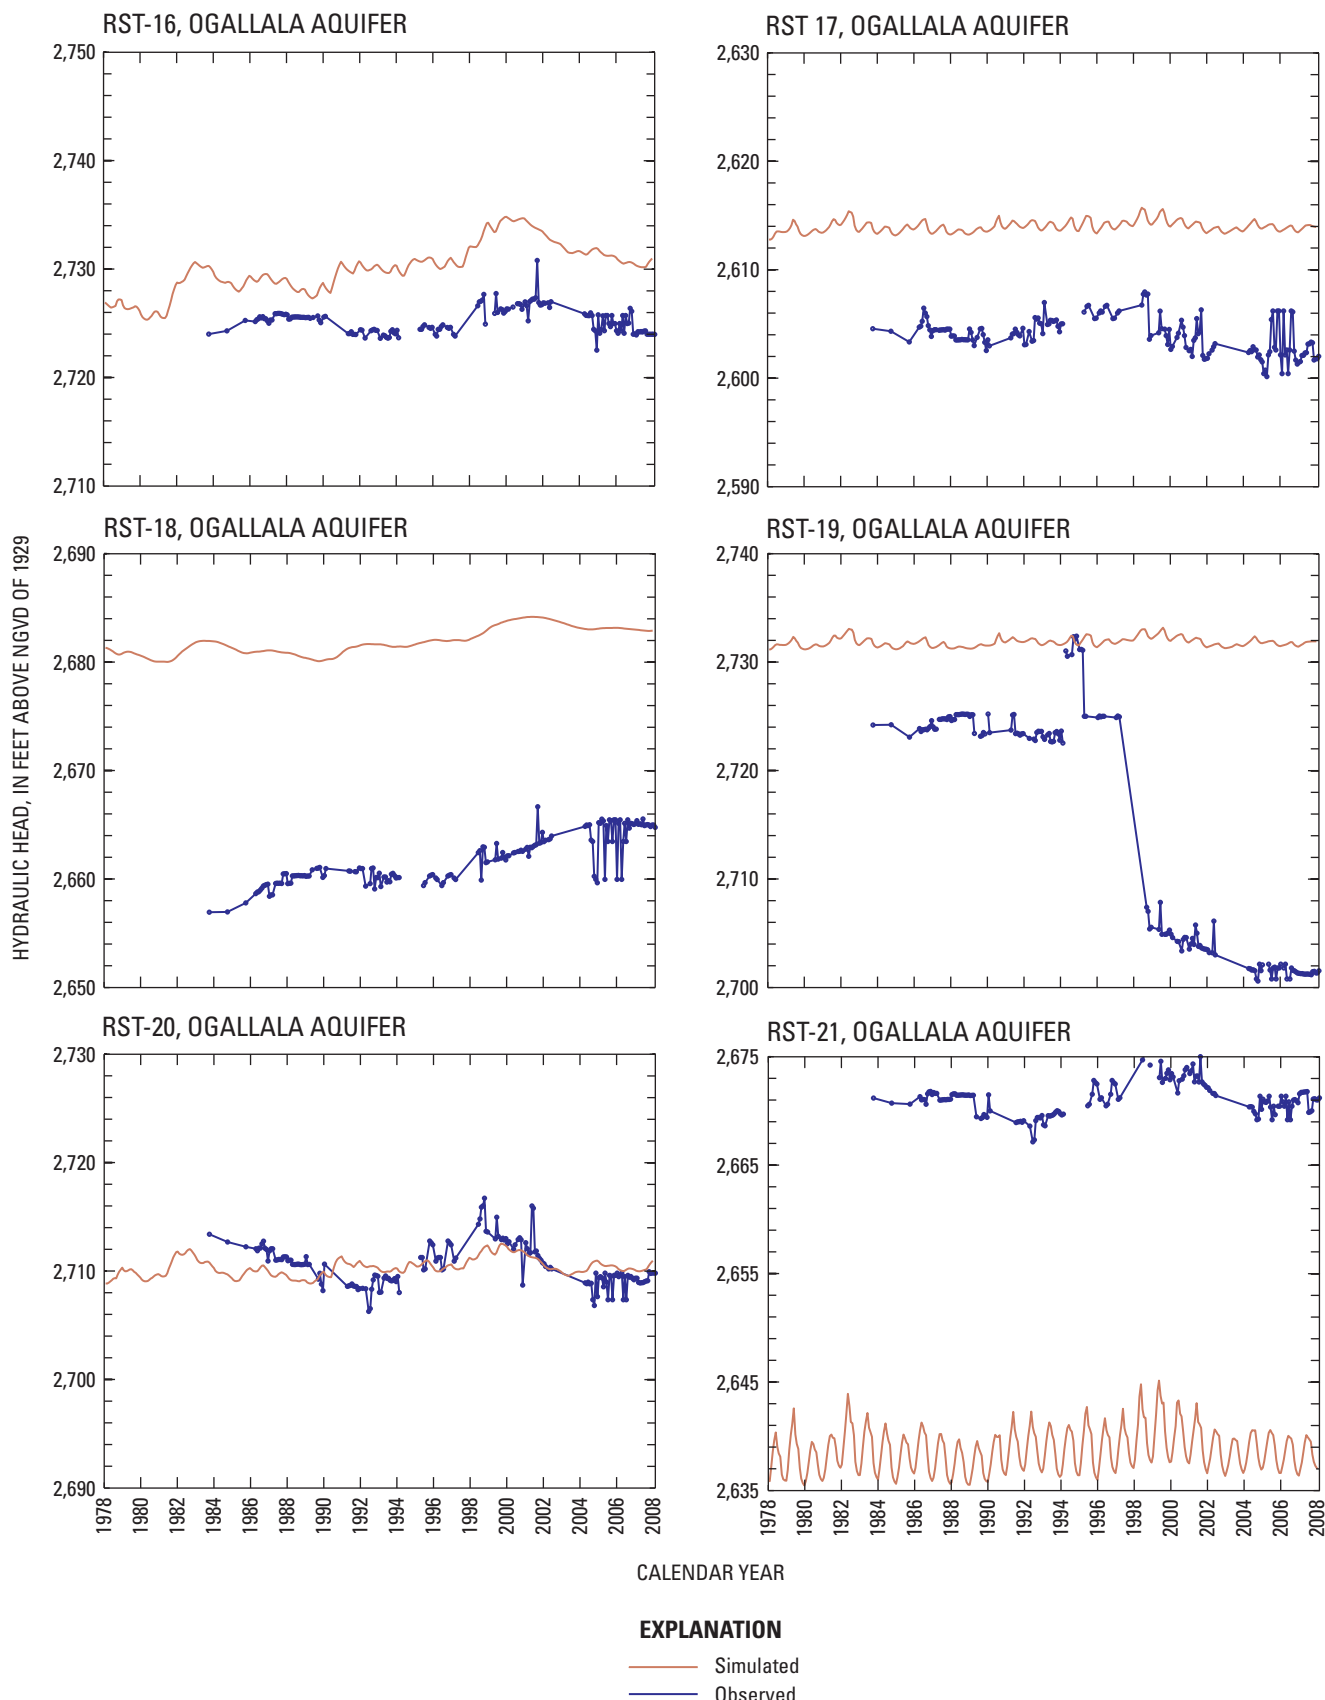 RST-16, OGALLALA AQUIFER
2,750
2,740
2,730
2,720
2,710
RST 17, OGALLALA AQUIFER
2,630
2,620
2,610
2,600
2,590
HYDRAULIC HEAD, IN FEET ABOVE NGVD OF 1929
RST-18, OGALLALA AQUIFER
2,690
2,680
2,670
2,660
2,650
RST-19, OGALLALA AQUIFER
2,740
2,730
2,720
2,710
2,700
RST-20, OGALLALA AQUIFER
2,730
2,720
2,710
2,700
2,690
1978 1980 1982 1984 1986 1988 1990 1992 1994 1996 1998 2000 2002 2004 2006 2008
RST-21, OGALLALA AQUIFER
2,675
2,665
2,655
2,645
2,635
1978 1980 1982 1984 1986 1988 1990 1992 1994 1996 1998 2000 2002 2004 2006 2008
CALENDAR YEAR
EXPLANATION
Simulated
Observed